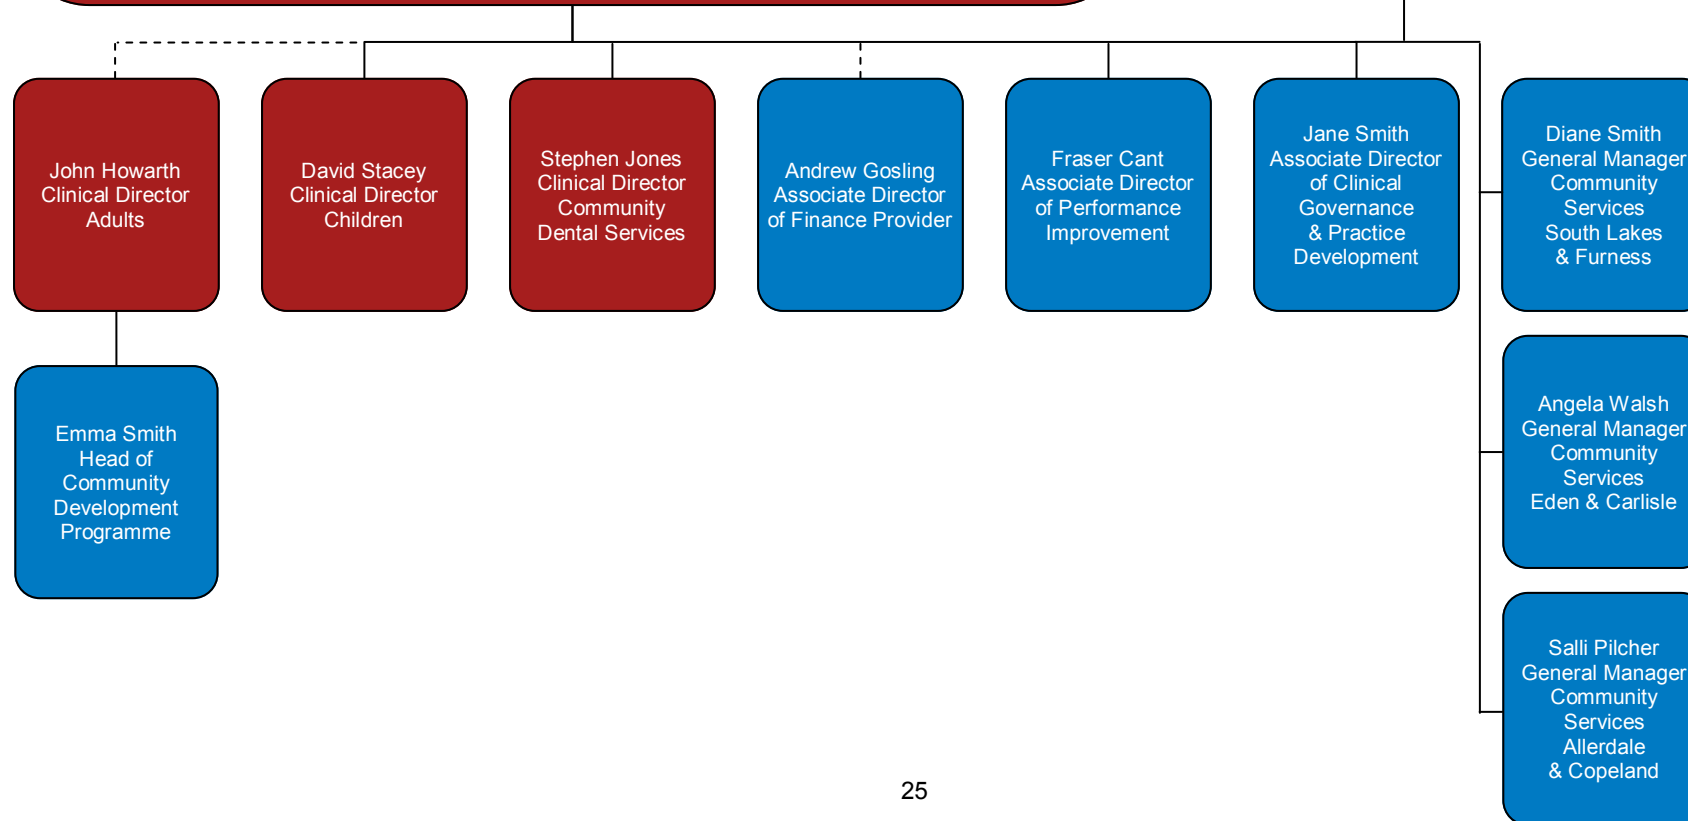 John Howarth
Clinical Director
Adults
David Stacey
Clinical Director
Children
Stephen Jones
Clinical Director
Community
Dental Services
Andrew Gosling
Associate Director
of Finance Provider
Fraser Cant
Associate Director
of Performance
Improvement
Jane Smith
Associate Director
of Clinical
Governance
& Practice
Development
Diane Smith
General Manager
Community
Services
South Lakes
& Furness
Emma Smith
Head of
Community
Development
Programme
Angela Walsh
General Manager
Community
Services
Eden & Carlisle
Salli Pilcher
General Manager
Community
Services
Allerdale
& Copeland
25